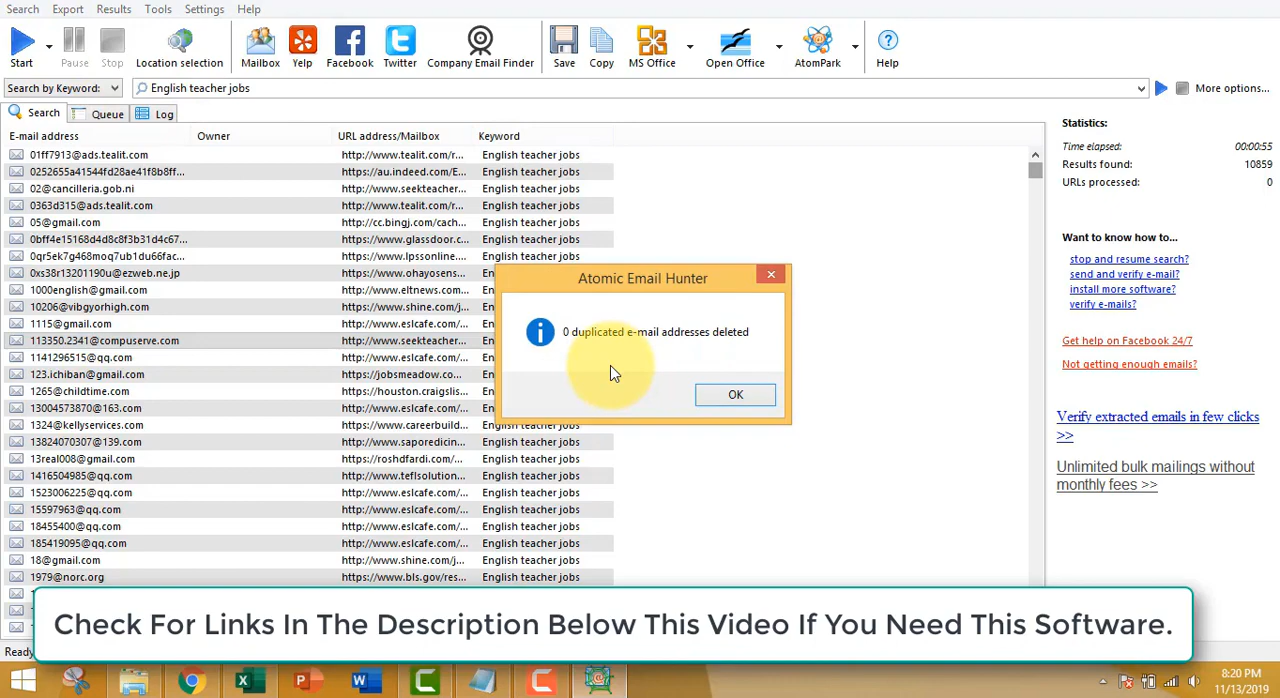 Search Export Results Tools Settings Help
Start Pause Stop Location selection Mailbox Yelp Facebook Twitter Company Email Finder Save Copy MS Office Open Office AtomPark Help
Search by Keyword: English teacher jobs More options...
Search Queue Log
E-mail address Owner URL address/Mailbox Keyword
01ff7913@ads.tealit.com http://www.tealit.com/r... English teacher jobs
0252655a41544fd28ae41f8b8ff... https://au.indeed.com/E... English teacher jobs
02@cancilleria.gob.ni http://www.seekteacher... English teacher jobs
0363d315@ads.tealit.com http://www.tealit.com/r... English teacher jobs
05@gmail.com http://cc.bingj.com/cach... English teacher jobs
0bff4e15168d4d8c8f3b31d4c67... http://www.glassdoor.c... English teacher jobs
0qr5ek7g468moq7ub1du66fac... http://www.lpssonline... English teacher jobs
0xs38r13201190u@ezweb.ne.jp http://www.ohayosens...
1000english@gmail.com http://www.eltnews.com...
10206@vibgyorhigh.com http://www.shine.com/j...
1115@gmail.com http://www.eslcafe.com/...
113350.2341@compuserve.com http://www.seekteacher...
1141296515@qq.com http://www.eslcafe.com/...
123.ichiban@gmail.com https://jobsmeadow.co...
1265@childtime.com https://houston.craigslis...
13004573870@163.com http://www.eslcafe.com/...
1324@kellyservices.com http://www.careerbuild... English teacher jobs
13824070307@139.com http://www.saporedicin... English teacher jobs
13real008@gmail.com https://roshdfardi.com/... English teacher jobs
1416504985@qq.com http://www.teflsolution... English teacher jobs
1523006225@qq.com http://www.eslcafe.com/... English teacher jobs
15597963@qq.com http://www.eslcafe.com/... English teacher jobs
18455400@qq.com http://www.eslcafe.com/... English teacher jobs
185419095@qq.com http://www.eslcafe.com/... English teacher jobs
18@gmail.com http://www.shine.com/j... English teacher jobs
1979@norc.org https://www.bls.gov/res... English teacher jobs
Atomic Email Hunter
0 duplicated e-mail addresses deleted
OK
Statistics:
Time elapsed: 00:00:55
Results found: 10859
URLs processed: 0
Want to know how to...
stop and resume search?
send and verify e-mail?
install more software?
verify e-mails?
Get help on Facebook 24/7
Not getting enough emails?
Verify extracted emails in few clicks
>>
Unlimited bulk mailings without
monthly fees >>
Check For Links In The Description Below This Video If You Need This Software.
8:20 PM
11/13/2019